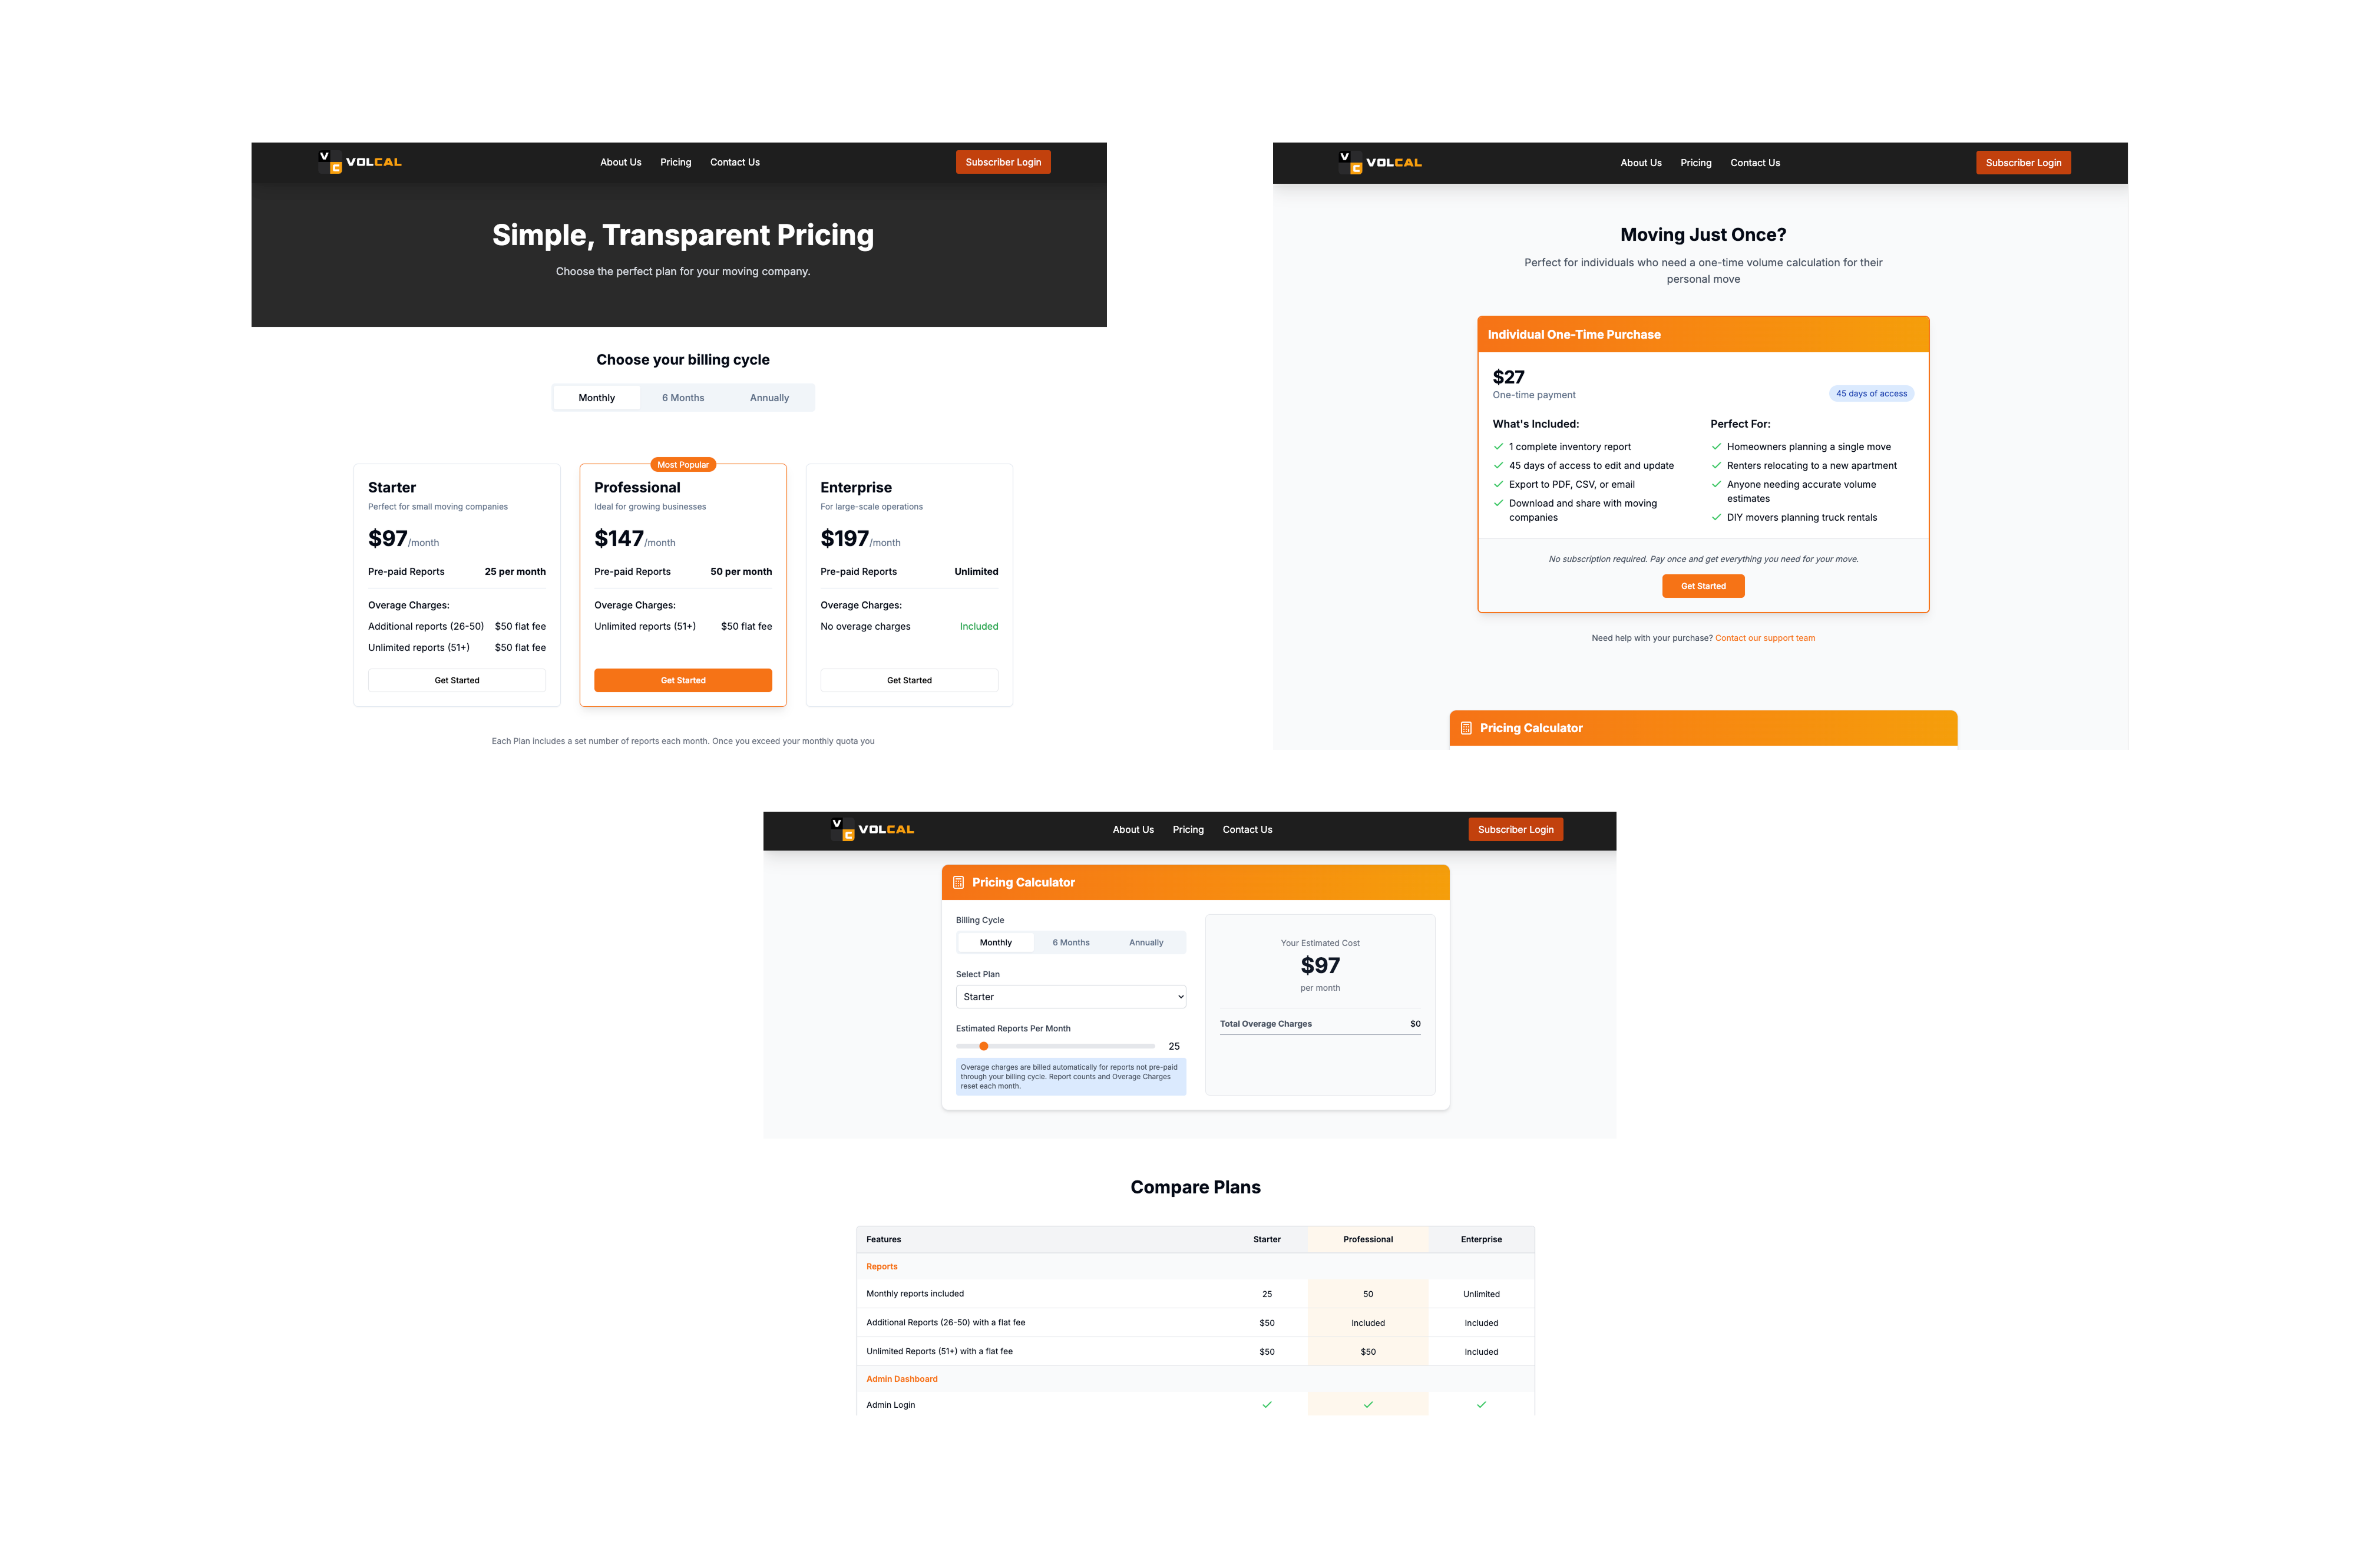 VC VOLCAL
About Us
Pricing
Contact Us
Subscriber Login
Simple, Transparent Pricing
Choose the perfect plan for your moving company.
Choose your billing cycle
Monthly
6 Months
Annually
Starter
Perfect for small moving companies
$97/month
Pre-paid Reports 25 per month
Overage Charges:
Additional reports (26-50) $50 flat fee
Unlimited reports (51+) $50 flat fee
Get Started
Most Popular
Professional
Ideal for growing businesses
$147/month
Pre-paid Reports 50 per month
Overage Charges:
Unlimited reports (51+) $50 flat fee
Get Started
Enterprise
For large-scale operations
$197/month
Pre-paid Reports Unlimited
Overage Charges:
No overage charges Included
Get Started
Each Plan includes a set number of reports each month. Once you exceed your monthly quota you
VC VOLCAL
About Us
Pricing
Contact Us
Subscriber Login
Moving Just Once?
Perfect for individuals who need a one-time volume calculation for their
personal move
Individual One-Time Purchase
$27
One-time payment
45 days of access
What's Included:
1 complete inventory report
45 days of access to edit and update
Export to PDF, CSV, or email
Download and share with moving
companies
Perfect For:
Homeowners planning a single move
Renters relocating to a new apartment
Anyone needing accurate volume
estimates
DIY movers planning truck rentals
No subscription required. Pay once and get everything you need for your move.
Get Started
Need help with your purchase? Contact our support team
Pricing Calculator
VC VOLCAL
About Us
Pricing
Contact Us
Subscriber Login
Pricing Calculator
Billing Cycle
Monthly
6 Months
Annually
Select Plan
Starter
Estimated Reports Per Month
25
Overage charges are billed automatically for reports not pre-paid
through your billing cycle. Report counts and Overage Charges
reset each month.
Your Estimated Cost
$97
per month
Total Overage Charges $0
Compare Plans
Features Starter Professional Enterprise
Reports
Monthly reports included 25 50 Unlimited
Additional Reports (26-50) with a flat fee $50 Included Included
Unlimited Reports (51+) with a flat fee $50 $50 Included
Admin Dashboard
Admin Login